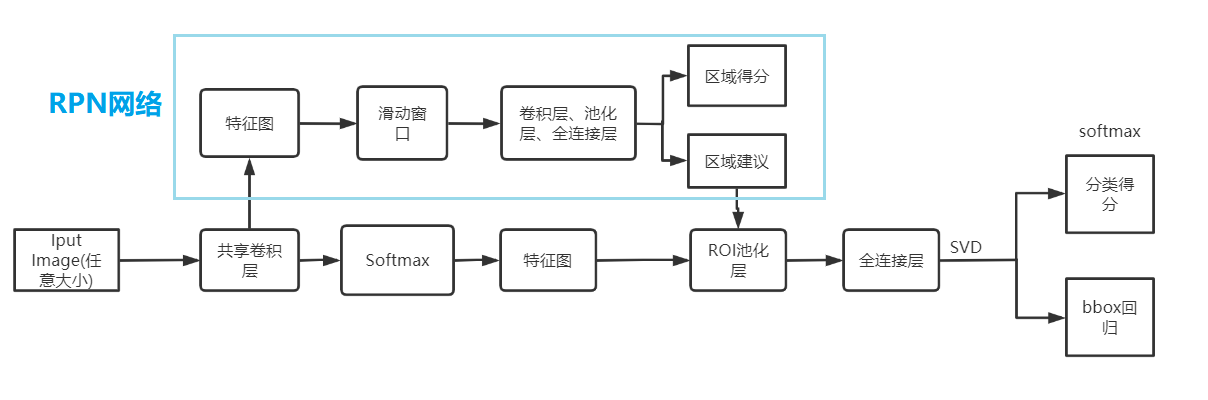 RPN网络
特征图
滑动窗
口
卷积层、池化
层、全连接层
区域得分
区域建议
Iput
Image(任
意大小)
共享卷积
层
Softmax
特征图
ROI池化
层
全连接层
SVD
softmax
分类得
分
bbox回
归